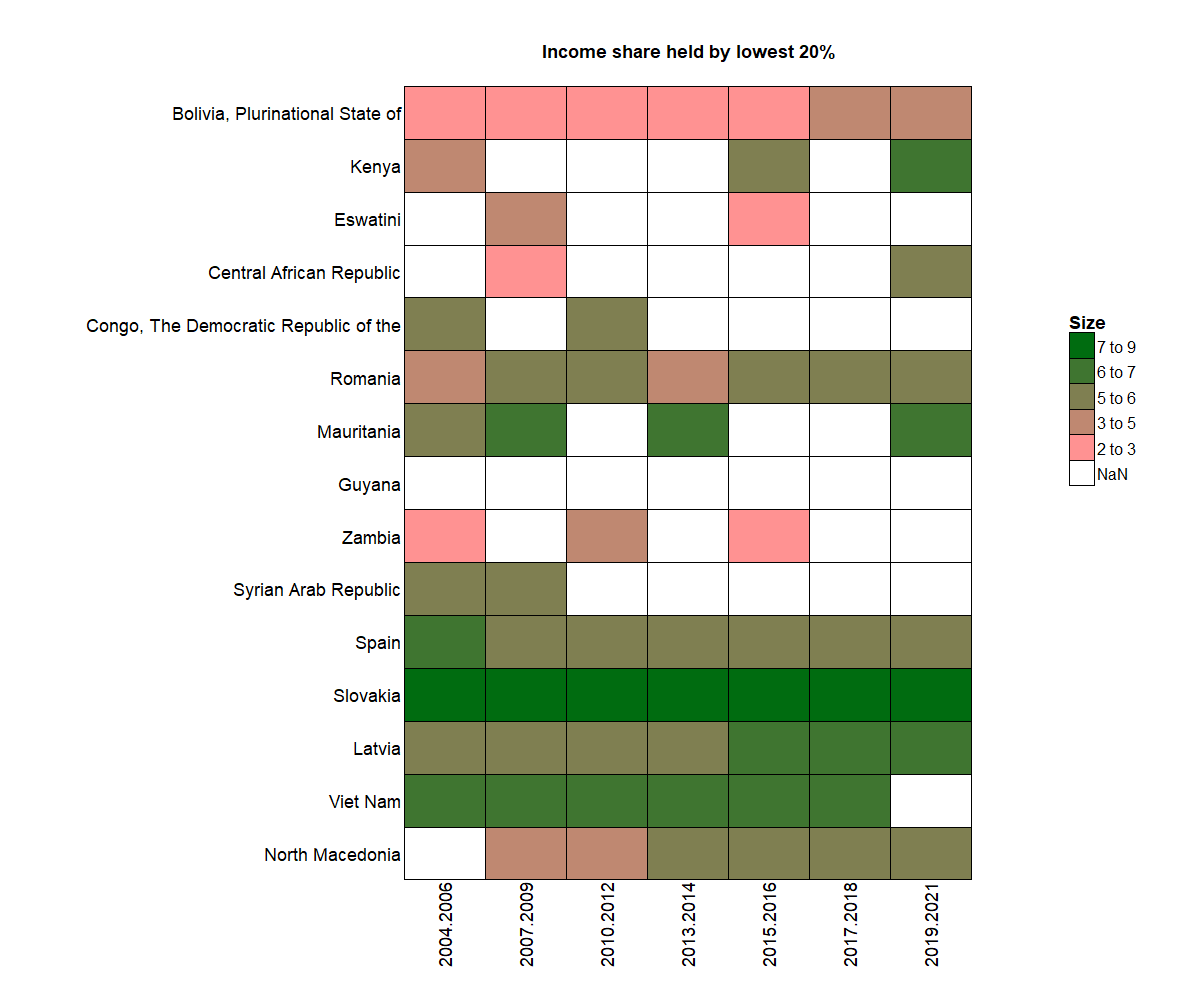 Income share held by lowest 20%
Bolivia, Plurinational State of
Kenya
Eswatini
Central African Republic
Congo, The Democratic Republic of the
Romania
Mauritania
Guyana
Zambia
Syrian Arab Republic
Spain
Slovakia
Latvia
Viet Nam
North Macedonia
2004.2006
2007.2009
2010.2012
2013.2014
2015.2016
2017.2018
2019.2021
Size
7 to 9
6 to 7
5 to 6
3 to 5
2 to 3
NaN